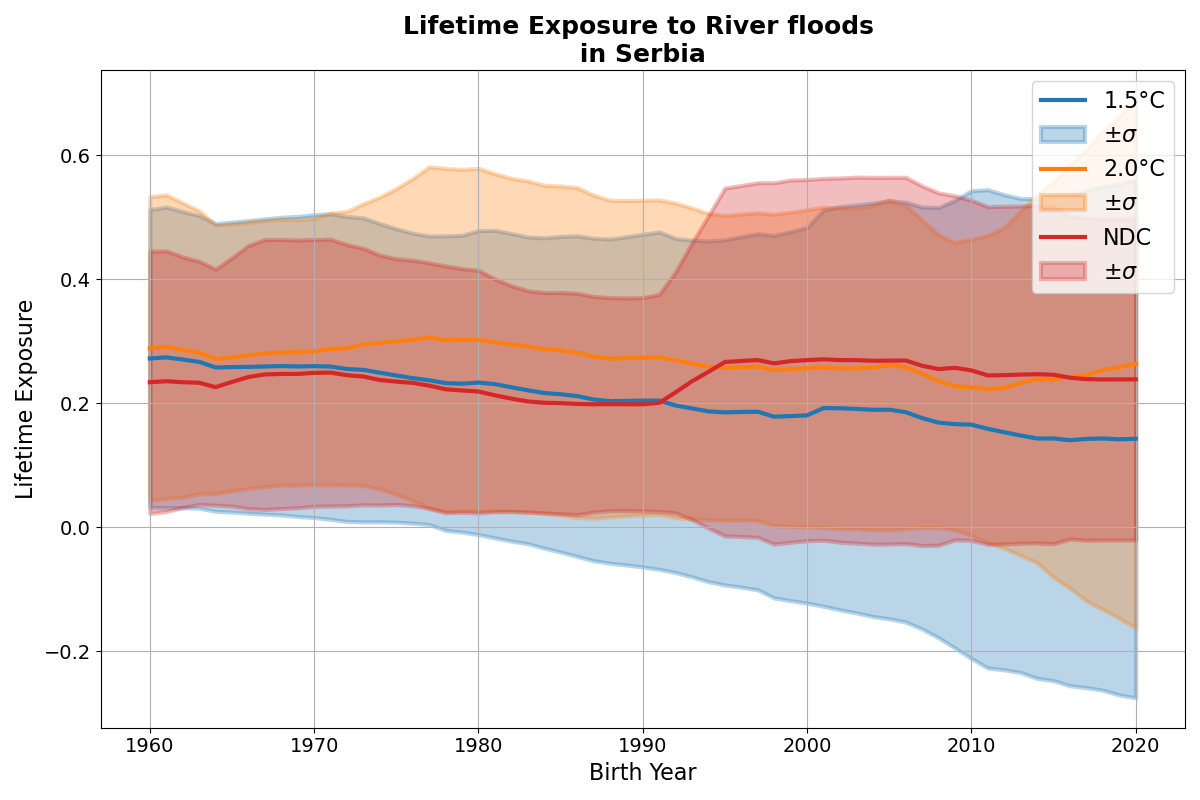 Lifetime Exposure to River floods
in Serbia
Lifetime Exposure
0.6
0.4
0.2
0.0
−0.2
1960
1970
1980
1990
2000
2010
2020
Birth Year
1.5°C
±σ
2.0°C
±σ
NDC
±σ